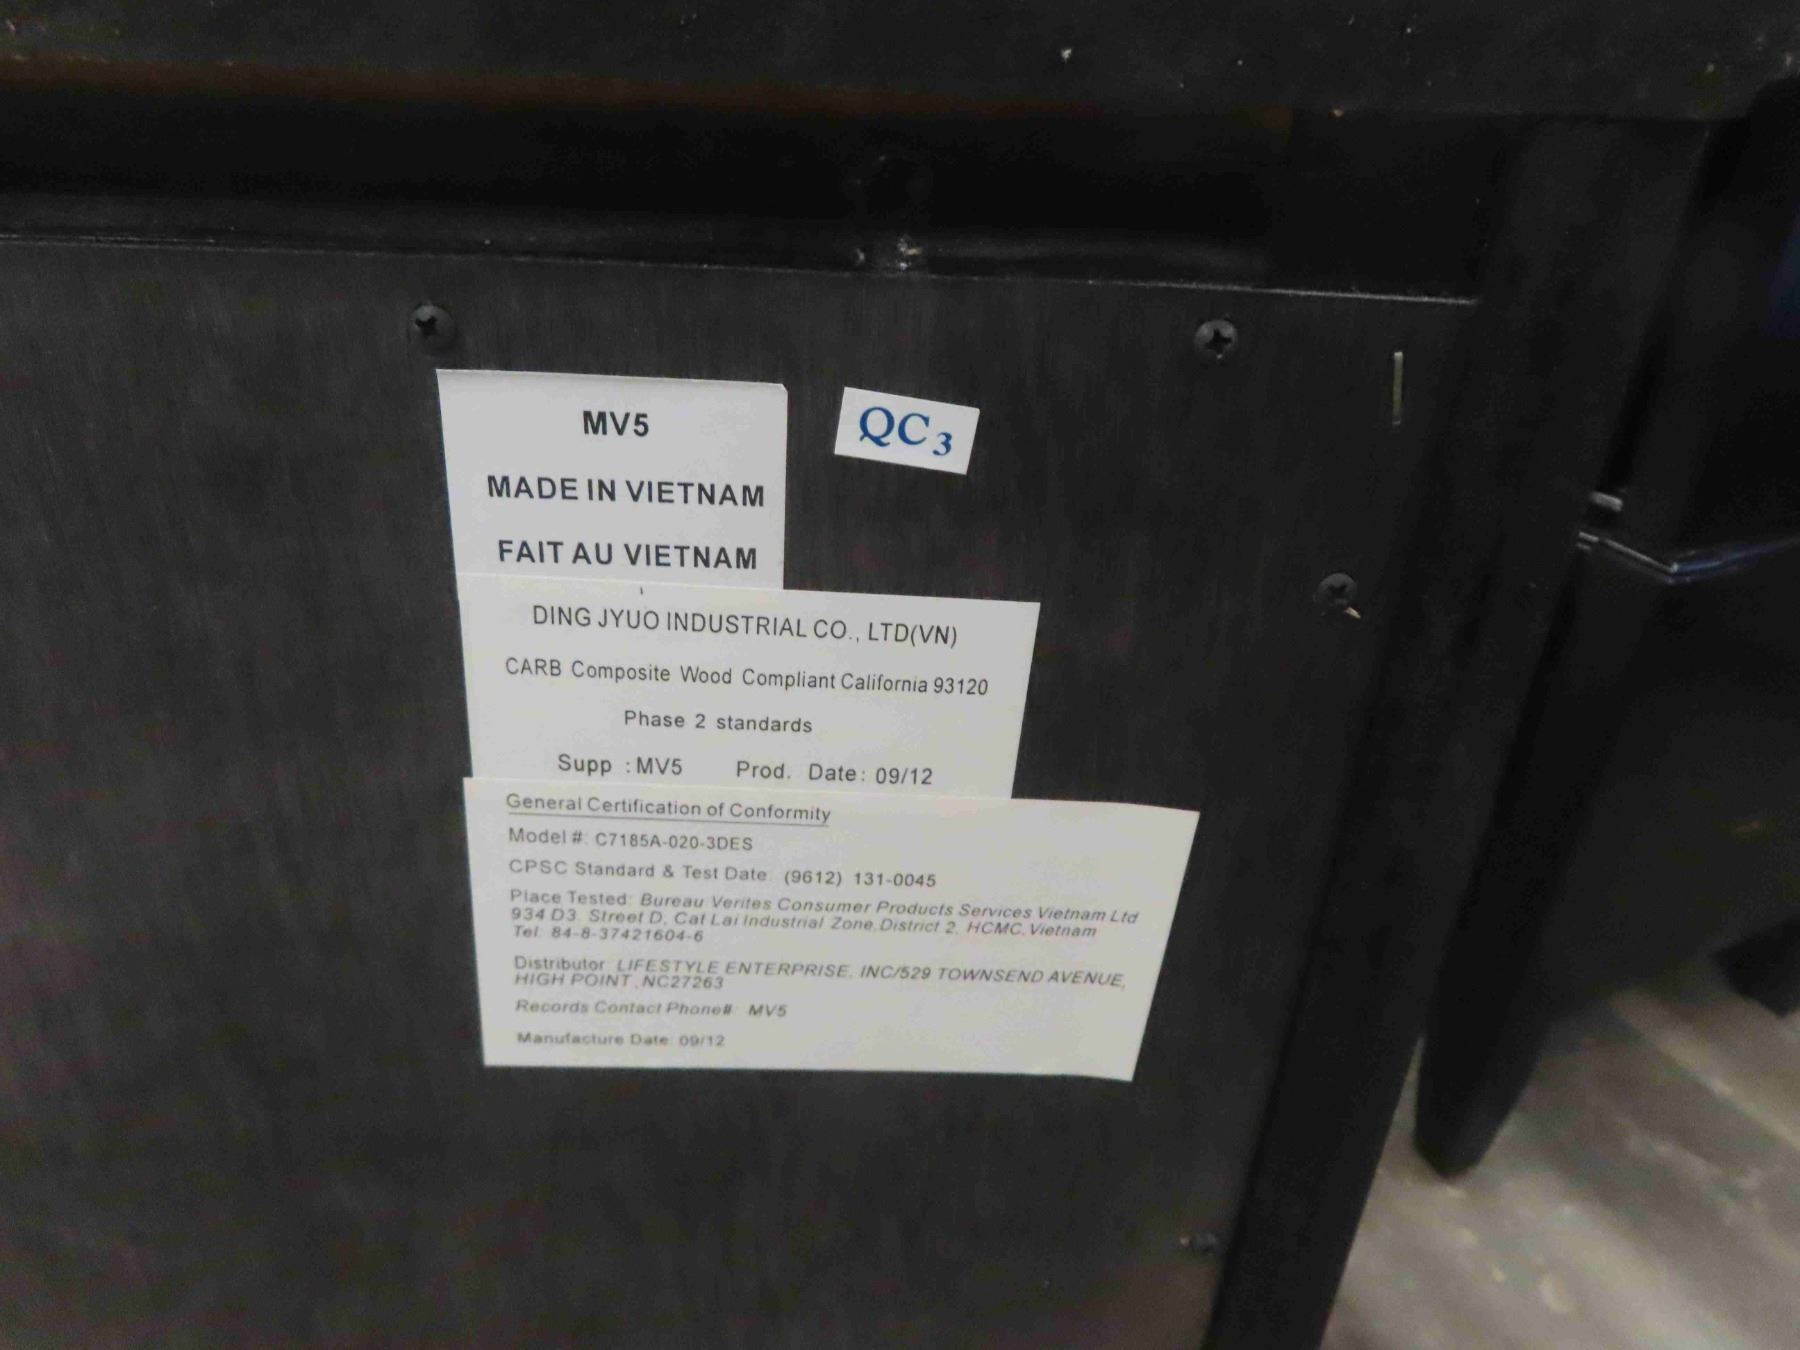 MV5
MADE IN VIETNAM
FAIT AU VIETNAM
QC3
DING JYUO INDUSTRIAL CO., LTD(VN)
CARB Composite Wood Compliant California 93120
Phase 2 standards
Supp : MV5 Prod. Date: 09/12
General Certification of Conformity
Model #: C7185A-020-3DES
CPSC Standard & Test Date: (9612) 131-0045
Place Tested: Bureau Verites Consumer Products Services Vietnam Ltd
934 D3. Street D, Cat Lai Industrial Zone,District 2, HCMC, Vietnam
Tel: 84-8-37421604-6
Distributor: LIFESTYLE ENTERPRISE, INC/529 TOWNSEND AVENUE,
HIGH POINT, NC27263
Records Contact Phone#: MV5
Manufacture Date: 09/12